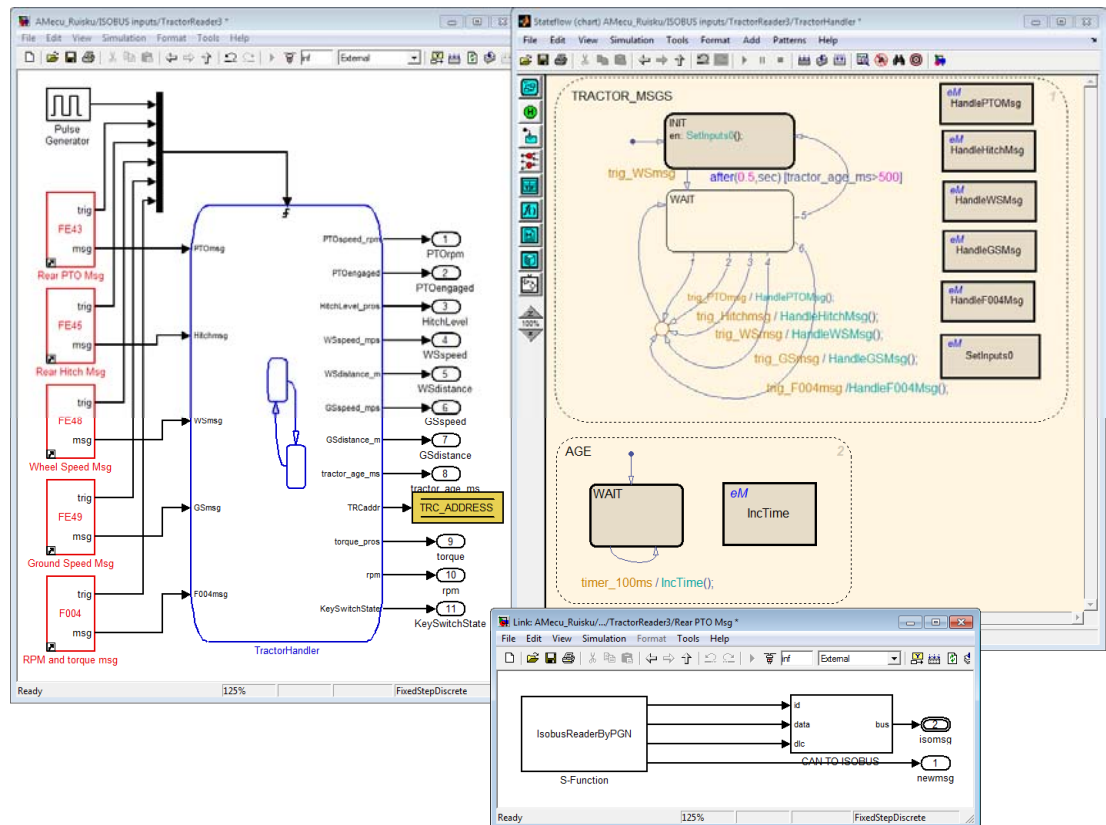 AMecu_Ruisku/ISOBUS inputs/TractorReader3 *
File Edit View Simulation Format Tools Help
inf External
Pulse
Generator
trig
FE43
msg
Rear PTO Msg
trig
FE45
msg
Rear Hitch Msg
trig
FE48
msg
Wheel Speed Msg
trig
FE49
msg
Ground Speed Msg
trig
F004
msg
RPM and torque msg
PTOmsg
Hitchmsg
WSmsg
GSmsg
F004msg
PTOspeed_rpm
PTOengaged
HitchLevel_pros
WSspeed_mps
WSdistance_m
GSspeed_mps
GSdistance_m
tractor_age_ms
TRCaddr
torque_pros
rpm
KeySwitchState
TractorHandler
1
PTOrpm
2
PTOengaged
3
HitchLevel
4
WSspeed
5
WSdistance
6
GSspeed
7
GSdistance
8
tractor_age_ms
TRC_ADDRESS
9
torque
10
rpm
11
KeySwitchState
Ready 125% FixedStepDiscrete
Stateflow (chart) AMecu_Ruisku/ISOBUS inputs/TractorReader3/TractorHandler *
File Edit View Simulation Tools Format Add Patterns Help
100%
TRACTOR_MSGS
1
INIT
en: SetInputs0();
trig_WSmsg
after(0.5,sec) [tractor_age_ms>500]
WAIT
5
6
1 2 3 4
trig_PTOmsg / HandlePTOMsg();
trig_Hitchmsg / HandleHitchMsg();
trig_WSmsg / HandleWSMsg();
trig_GSmsg / HandleGSMsg();
trig_F004msg /HandleF004Msg();
eM
HandlePTOMsg
eM
HandleHitchMsg
eM
HandleWSMsg
eM
HandleGSMsg
eM
HandleF004Msg
eM
SetInputs0
AGE
2
WAIT
eM
IncTime
timer_100ms / IncTime();
Link: AMecu_Ruisku/.../TractorReader3/Rear PTO Msg *
File Edit View Simulation Format Tools Help
inf External
IsobusReaderByPGN
S-Function
id
data
dlc
bus
CAN TO ISOBUS
2
isomsg
1
newmsg
Ready 125% FixedStepDiscrete